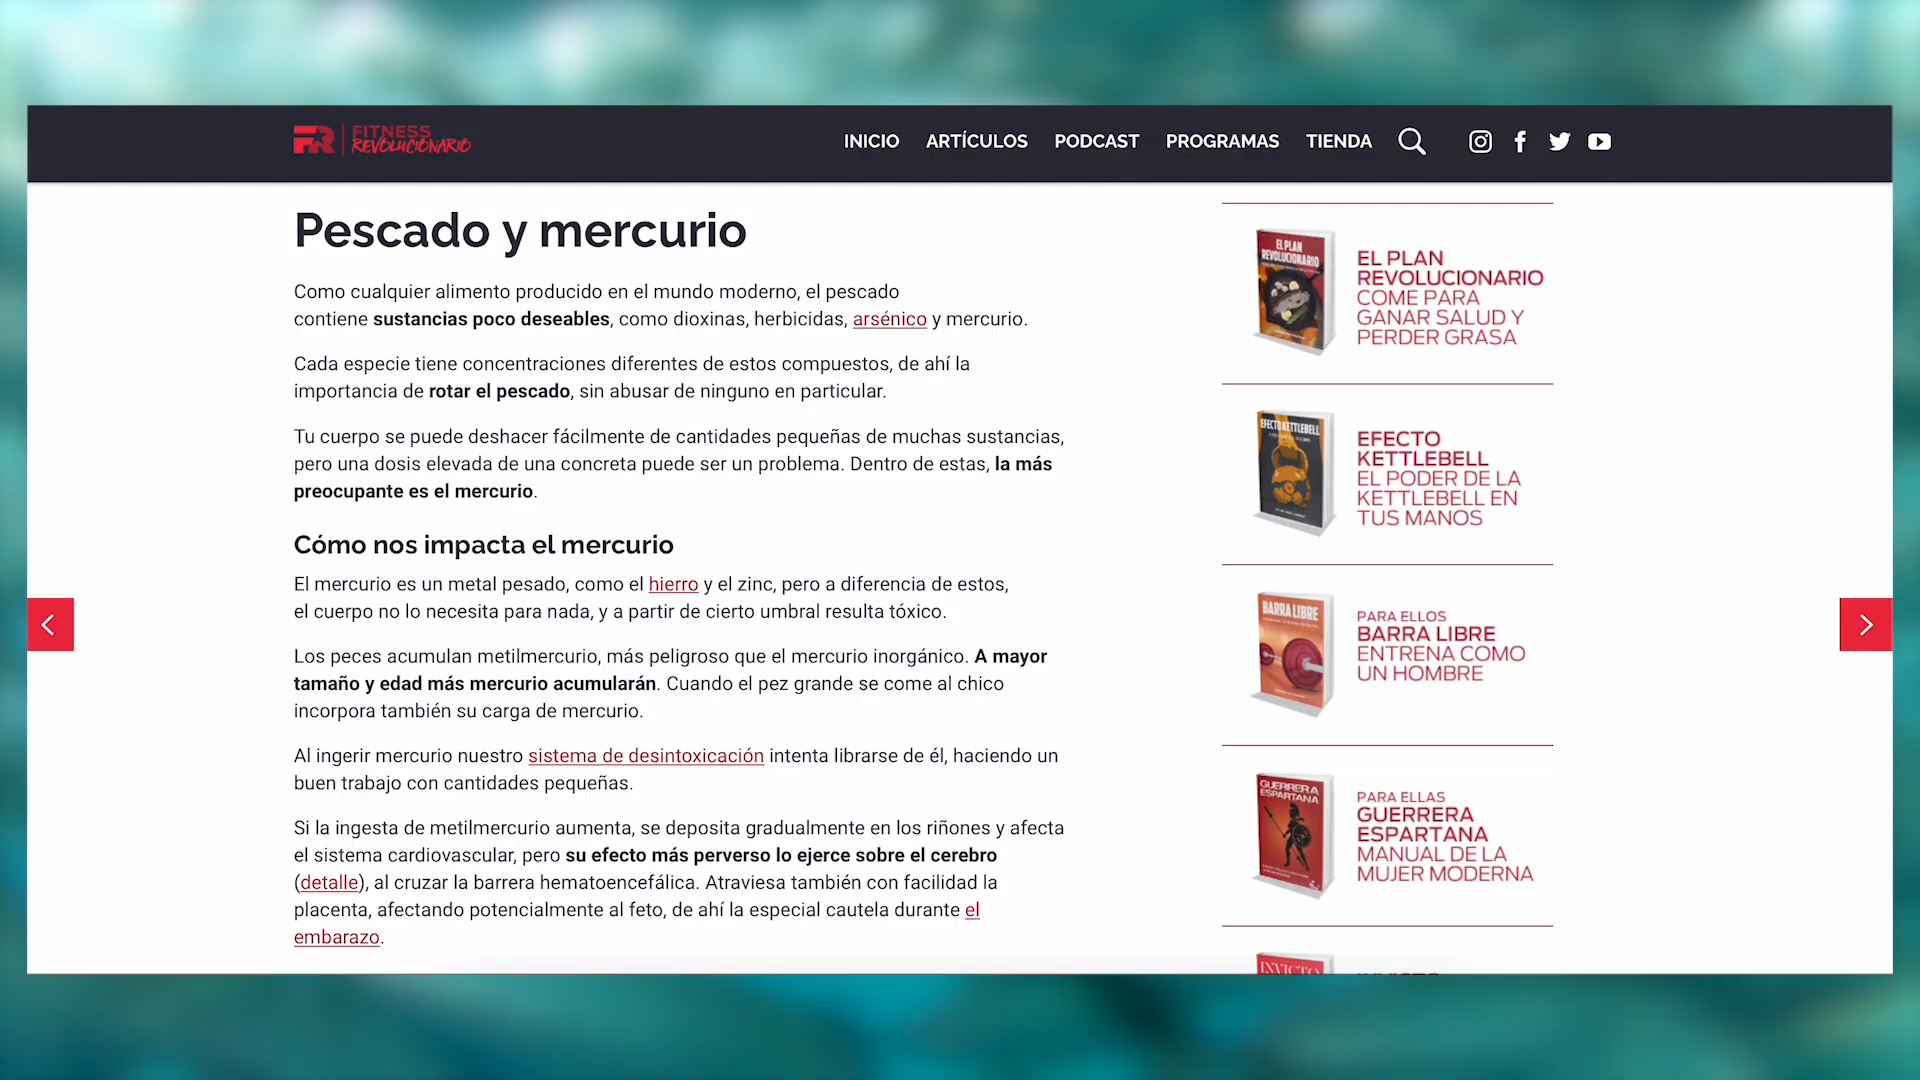 FR FITNESS
REVOLUCIONARIO
INICIO ARTÍCULOS PODCAST PROGRAMAS TIENDA
Pescado y mercurio
Como cualquier alimento producido en el mundo moderno, el pescado
contiene sustancias poco deseables, como dioxinas, herbicidas, arsénico y mercurio.
Cada especie tiene concentraciones diferentes de estos compuestos, de ahí la
importancia de rotar el pescado, sin abusar de ninguno en particular.
Tu cuerpo se puede deshacer fácilmente de cantidades pequeñas de muchas sustancias,
pero una dosis elevada de una concreta puede ser un problema. Dentro de estas, la más
preocupante es el mercurio.
Cómo nos impacta el mercurio
El mercurio es un metal pesado, como el hierro y el zinc, pero a diferencia de estos,
el cuerpo no lo necesita para nada, y a partir de cierto umbral resulta tóxico.
Los peces acumulan metilmercurio, más peligroso que el mercurio inorgánico. A mayor
tamaño y edad más mercurio acumularán. Cuando el pez grande se come al chico
incorpora también su carga de mercurio.
Al ingerir mercurio nuestro sistema de desintoxicación intenta librarse de él, haciendo un
buen trabajo con cantidades pequeñas.
Si la ingesta de metilmercurio aumenta, se deposita gradualmente en los riñones y afecta
el sistema cardiovascular, pero su efecto más perverso lo ejerce sobre el cerebro
(detalle), al cruzar la barrera hematoencefálica. Atraviesa también con facilidad la
placenta, afectando potencialmente al feto, de ahí la especial cautela durante el
embarazo.
EL PLAN
REVOLUCIONARIO
EL PLAN
REVOLUCIONARIO
COME PARA
GANAR SALUD Y
PERDER GRASA
EFECTO KETTLEBELL
EFECTO
KETTLEBELL
EL PODER DE LA
KETTLEBELL EN
TUS MANOS
BARRA LIBRE
PARA ELLOS
BARRA LIBRE
ENTRENA COMO
UN HOMBRE
GUERRERA
ESPARTANA
PARA ELLAS
GUERRERA
ESPARTANA
MANUAL DE LA
MUJER MODERNA
INVICTO
INVICTO